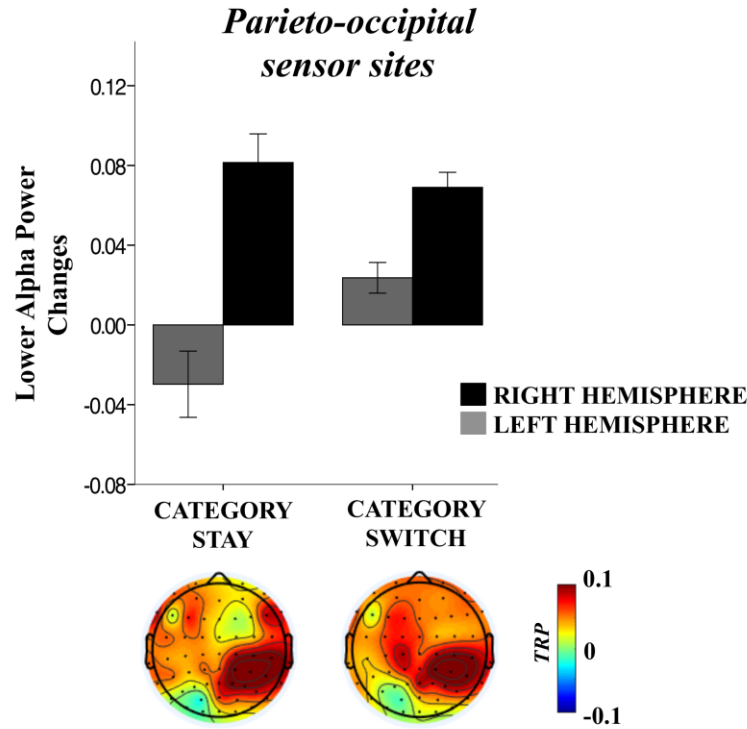 Parieto-occipital
sensor sites
Lower Alpha Power
Changes
0.12
0.08
0.04
0.00
-0.04
-0.08
RIGHT HEMISPHERE
LEFT HEMISPHERE
CATEGORY
STAY
CATEGORY
SWITCH
TRP
0.1
0
-0.1